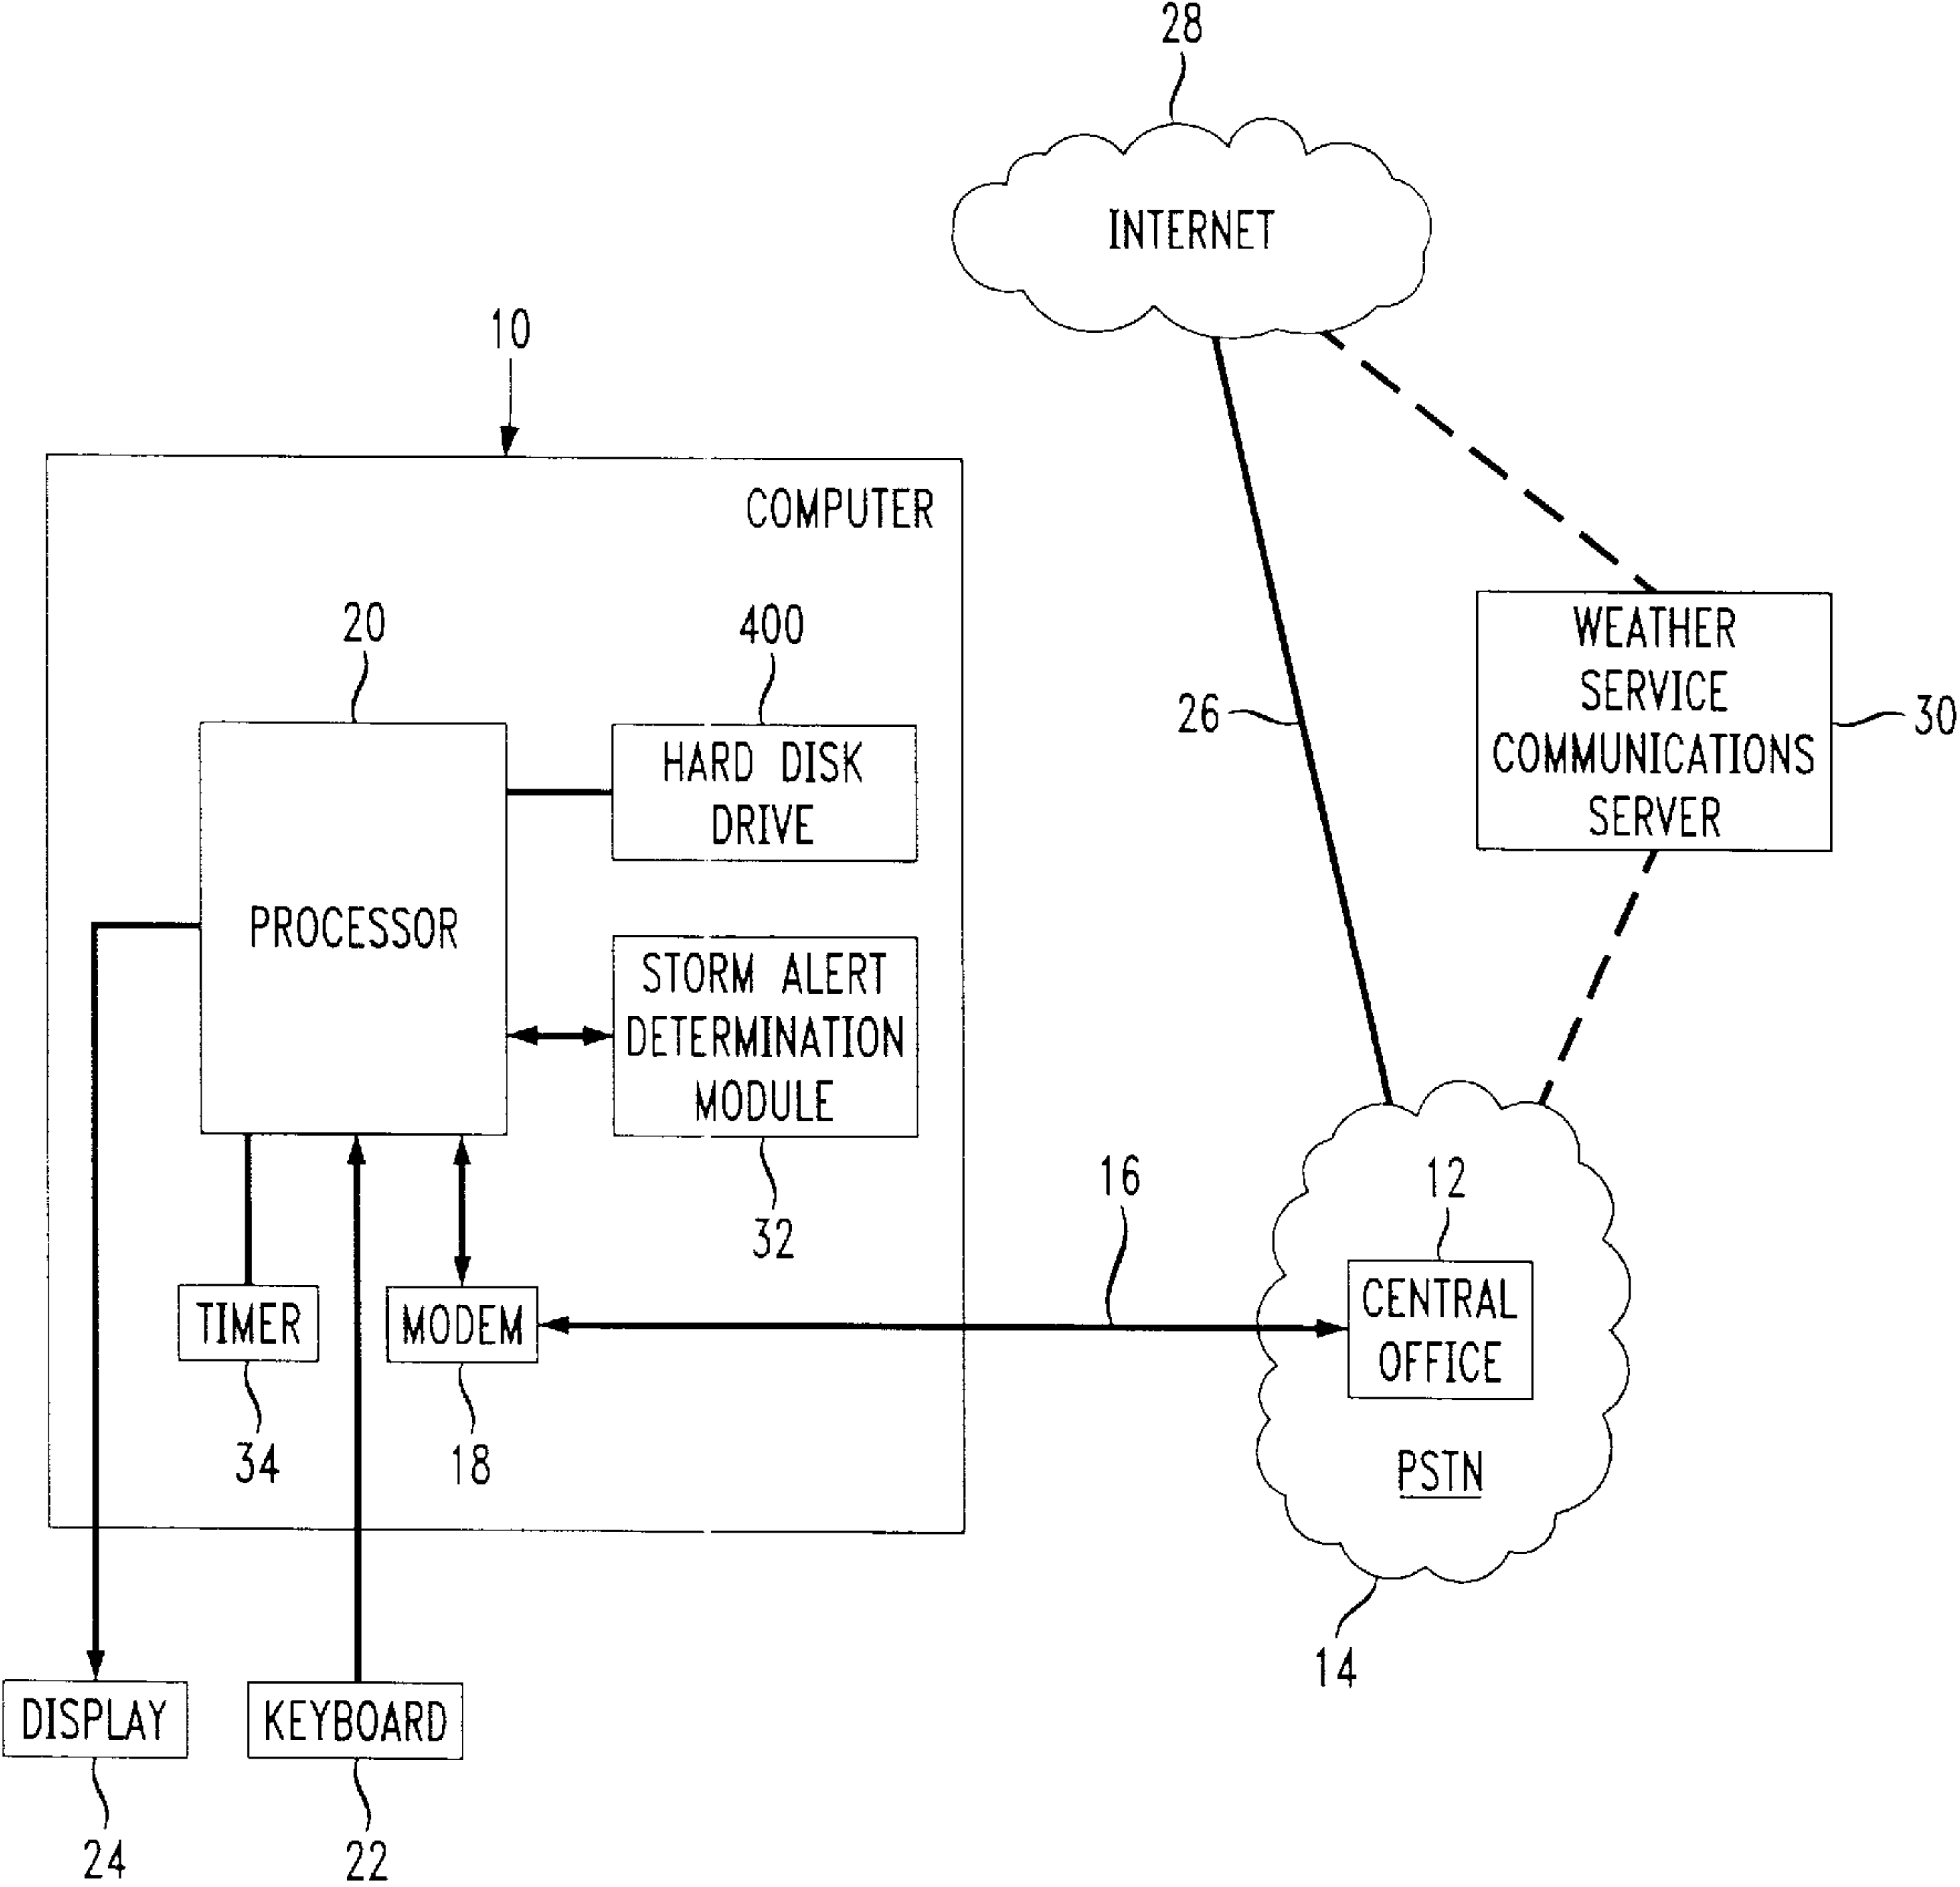 28
INTERNET
10
COMPUTER
20
400
WEATHER
SERVICE
COMMUNICATIONS
SERVER
26
30
HARD DISK
DRIVE
PROCESSOR
STORM ALERT
DETERMINATION
MODULE
32
16
12
CENTRAL
OFFICE
TIMER
MODEM
34
18
PSTN
14
DISPLAY
KEYBOARD
24
22